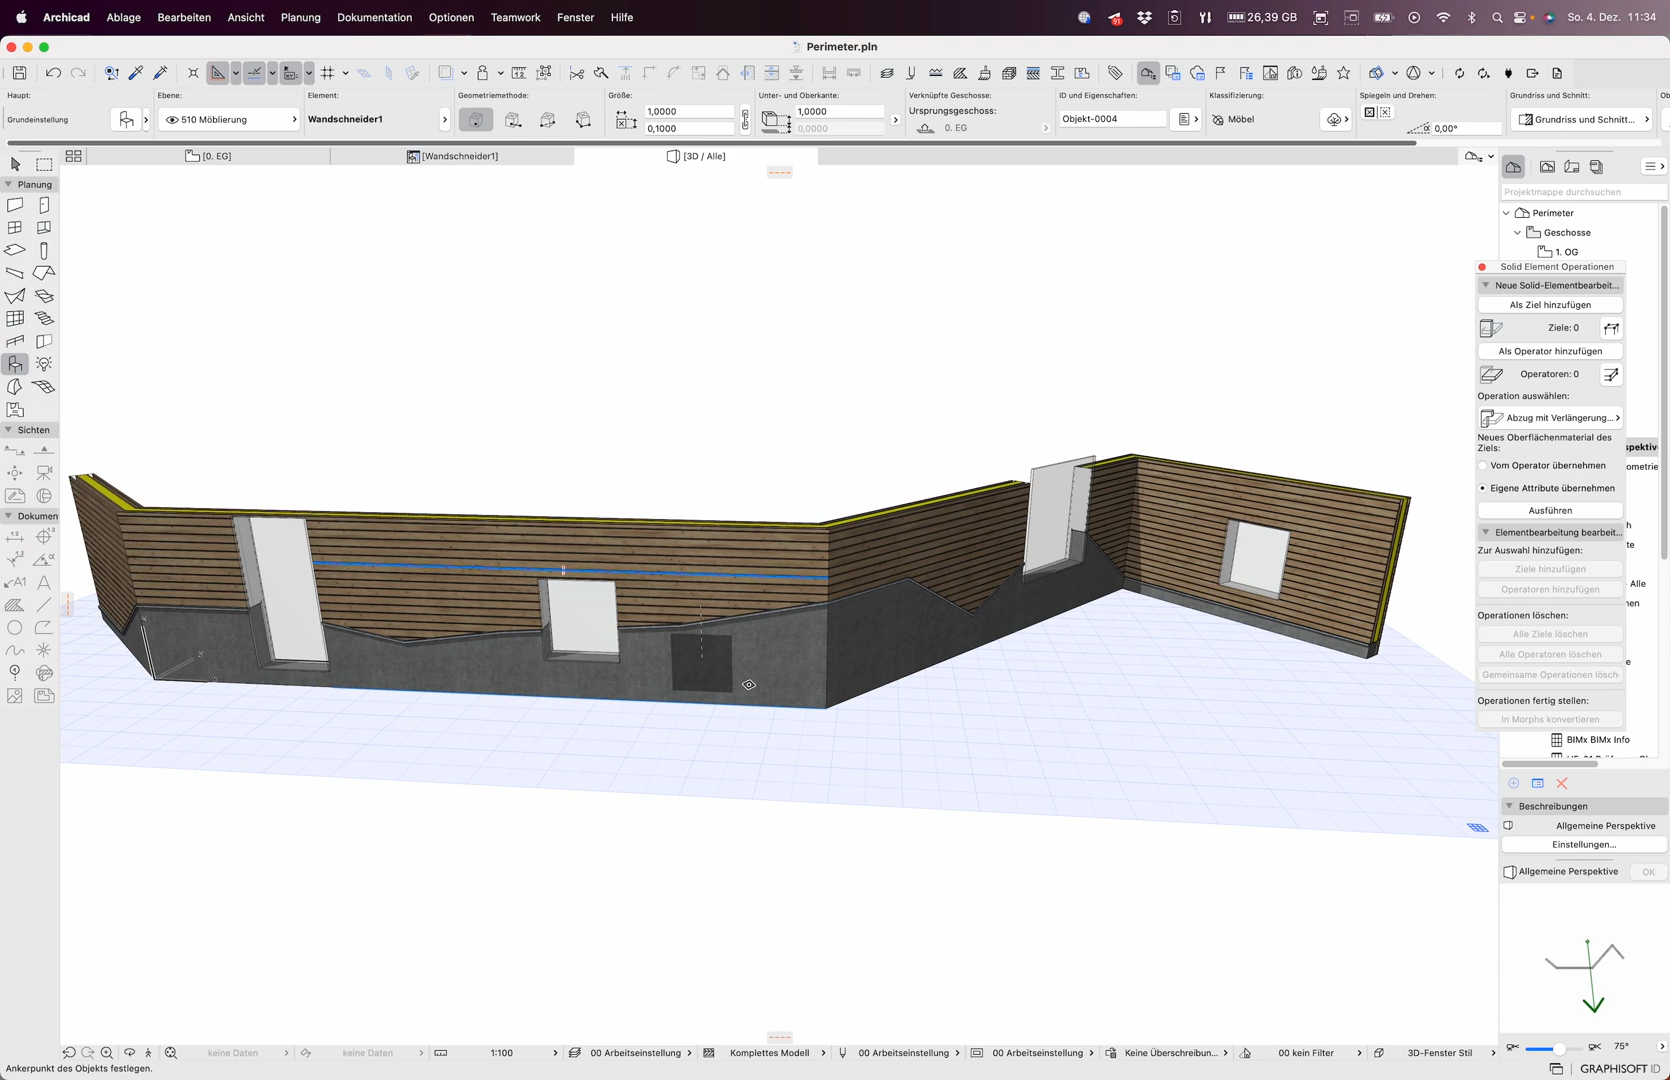 Archicad Ablage Bearbeiten Ansicht Planung Dokumentation Optionen Teamwork Fenster Hilfe
91 26,39 GB So. 4. Dez. 11:34
Perimeter.pln
Haupt: Ebene: Element: Geometriemethode: Größe: Unter- und Oberkante: Verknüpfte Geschosse: ID und Eigenschaften: Klassifizierung: Spiegeln und Drehen: Grundriss und Schnitt:
Grundeinstellung 510 Möblierung Wandschneider1 1,0000 1,0000 Ursprungsgeschoss: Objekt-0004 Möbel Grundriss und Schnitt...
0,1000 0,0000 0. EG 0,00°
[0. EG] [Wandschneider1] [3D / Alle]
Planung
Projektmappe durchsuchen
Perimeter
Geschosse
1. OG
Solid Element Operationen
Neue Solid-Elementbearbeit...
Als Ziel hinzufügen
Ziele: 0
Als Operator hinzufügen
Operatoren: 0
Operation auswählen:
Abzug mit Verlängerung...
Neues Oberflächenmaterial des
Ziels:
Vom Operator übernehmen
Eigene Attribute übernehmen
Ausführen
Elementbearbeitung bearbeit...
Zur Auswahl hinzufügen:
Ziele hinzufügen
Operatoren hinzufügen
Operationen löschen:
Alle Ziele löschen
Alle Operatoren löschen
Gemeinsame Operationen lösch
Operationen fertig stellen:
In Morphs konvertieren
spektiv
ometrie
Alle
BIMx BIMx Info
Sichten
Dokumen
Beschreibungen
Allgemeine Perspektive
Einstellungen...
Allgemeine Perspektive OK
75°
keine Daten keine Daten 1:100 00 Arbeitseinstellung Komplettes Modell 00 Arbeitseinstellung 00 Arbeitseinstellung Keine Überschreibun... 00 kein Filter 3D-Fenster Stil
Ankerpunkt des Objekts festlegen.
GRAPHISOFT ID